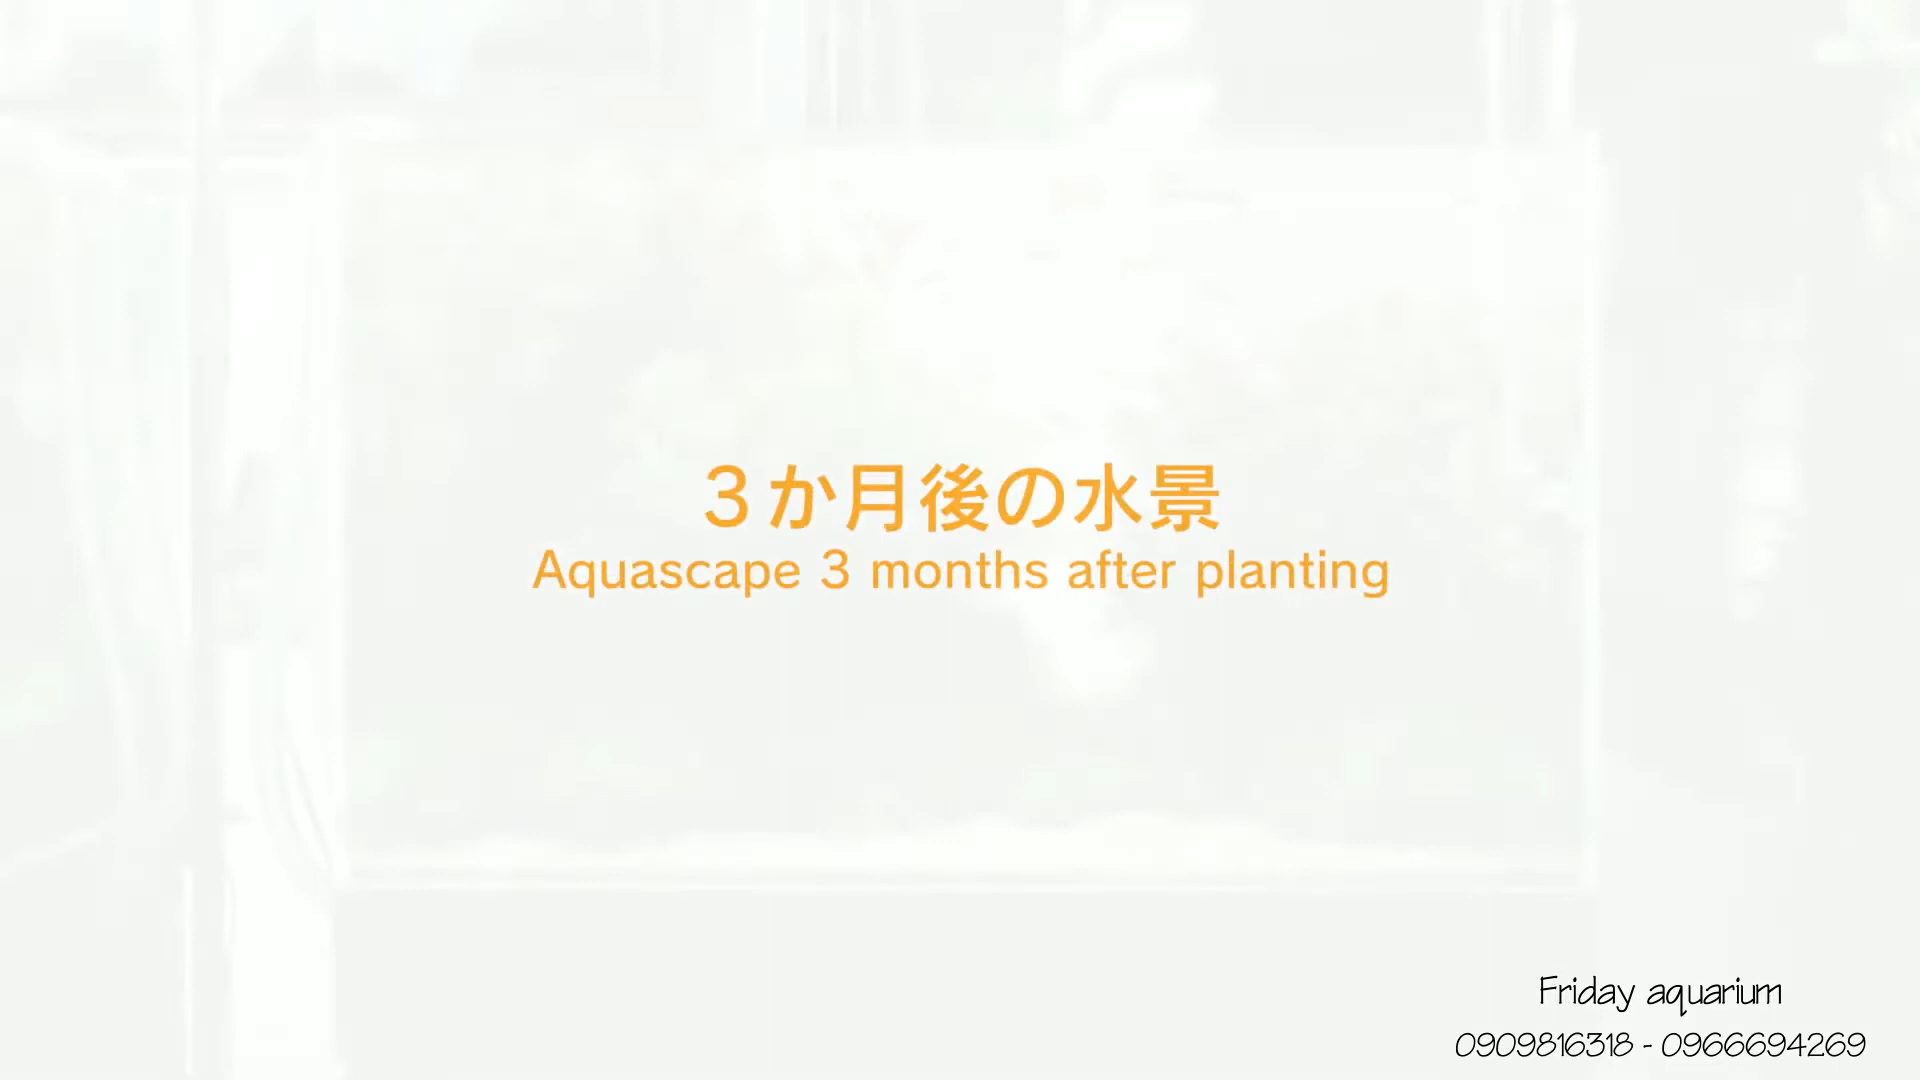 ３か月後の水景
Aquascape 3 months after planting
Friday aquarium
0909816318 - 0966694269